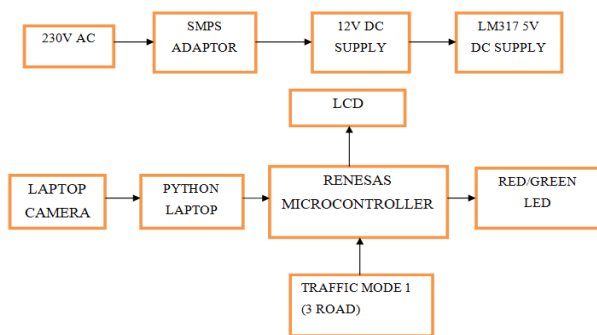 230V AC
SMPS
ADAPTOR
12V DC
SUPPLY
LM317 5V
DC SUPPLY
LCD
LAPTOP
CAMERA
PYTHON
LAPTOP
RENESAS
MICROCONTROLLER
RED/GREEN
LED
TRAFFIC MODE 1
(3 ROAD)